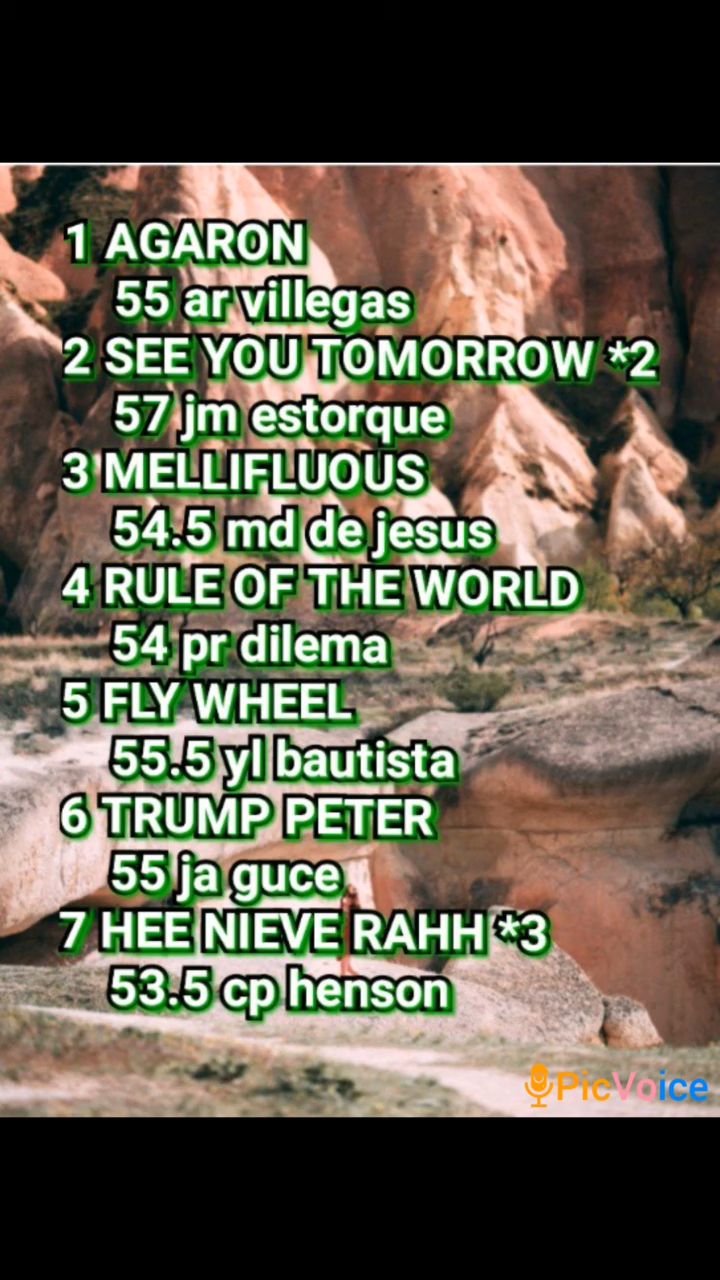 1 AGARON
55 ar villegas
2 SEE YOU TOMORROW *2
57 jm estorque
3 MELLIFLUOUS
54.5 md de jesus
4 RULE OF THE WORLD
54 pr dilema
5 FLY WHEEL
55.5 yl bautista
6 TRUMP PETER
55 ja guce
7 HEE NIEVE RAHH *3
53.5 cp henson
PicVoice